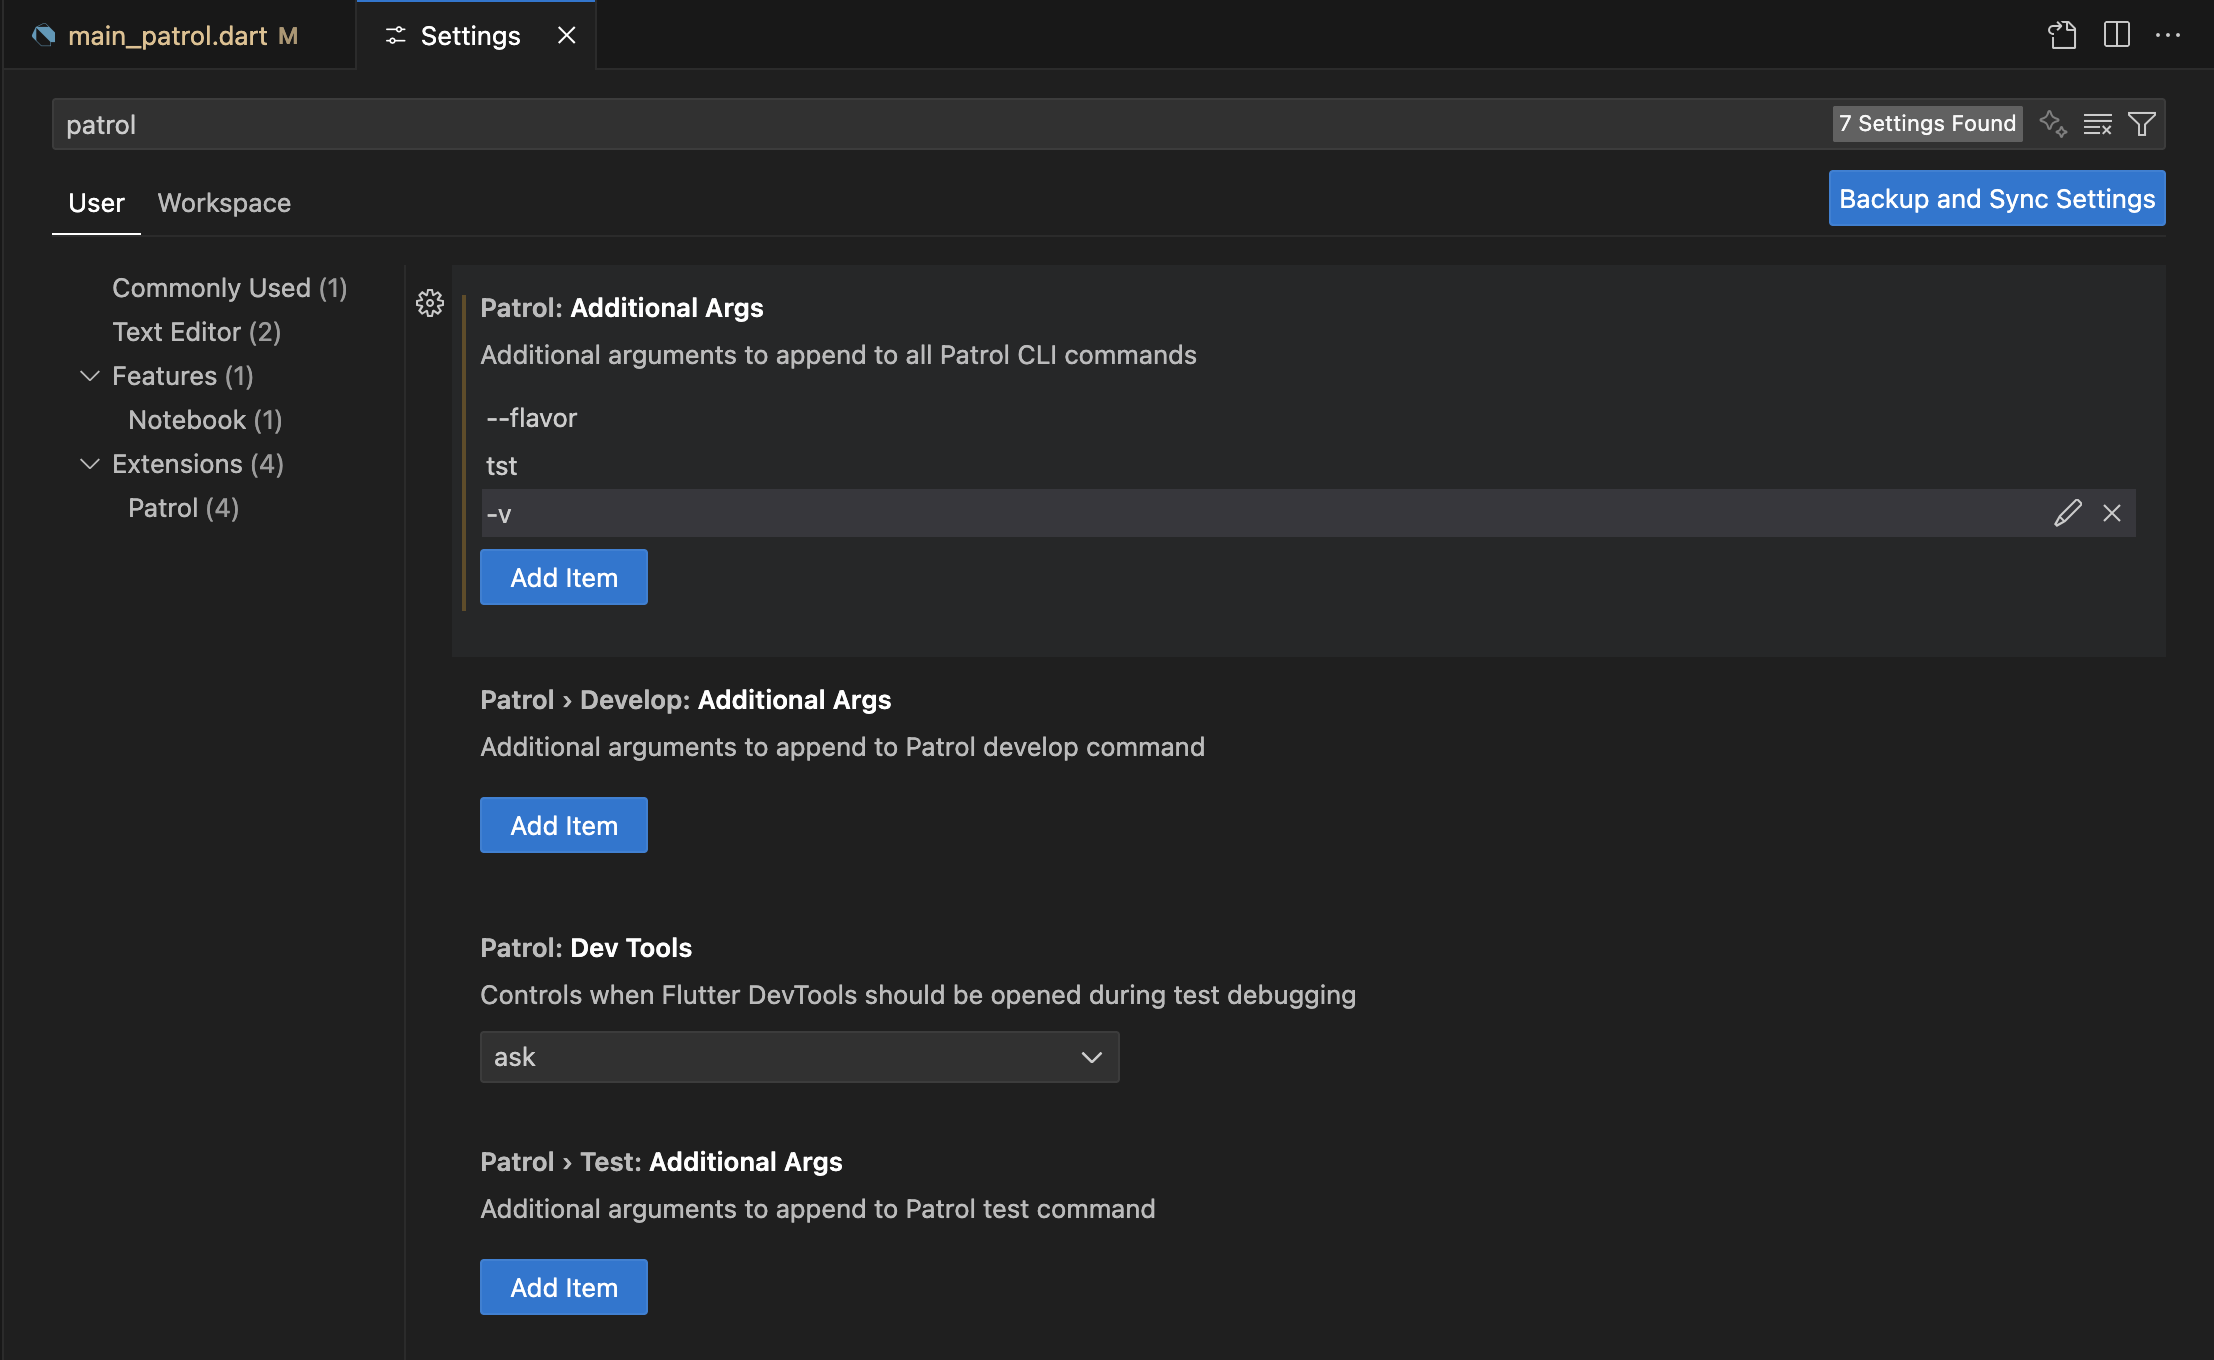 main_patrol.dart M
Settings
patrol
7 Settings Found
User Workspace
Backup and Sync Settings
Commonly Used (1)
Text Editor (2)
Features (1)
Notebook (1)
Extensions (4)
Patrol (4)
Patrol: Additional Args
Additional arguments to append to all Patrol CLI commands
--flavor
tst
-v
Add Item
Patrol › Develop: Additional Args
Additional arguments to append to Patrol develop command
Add Item
Patrol: Dev Tools
Controls when Flutter DevTools should be opened during test debugging
ask
Patrol › Test: Additional Args
Additional arguments to append to Patrol test command
Add Item